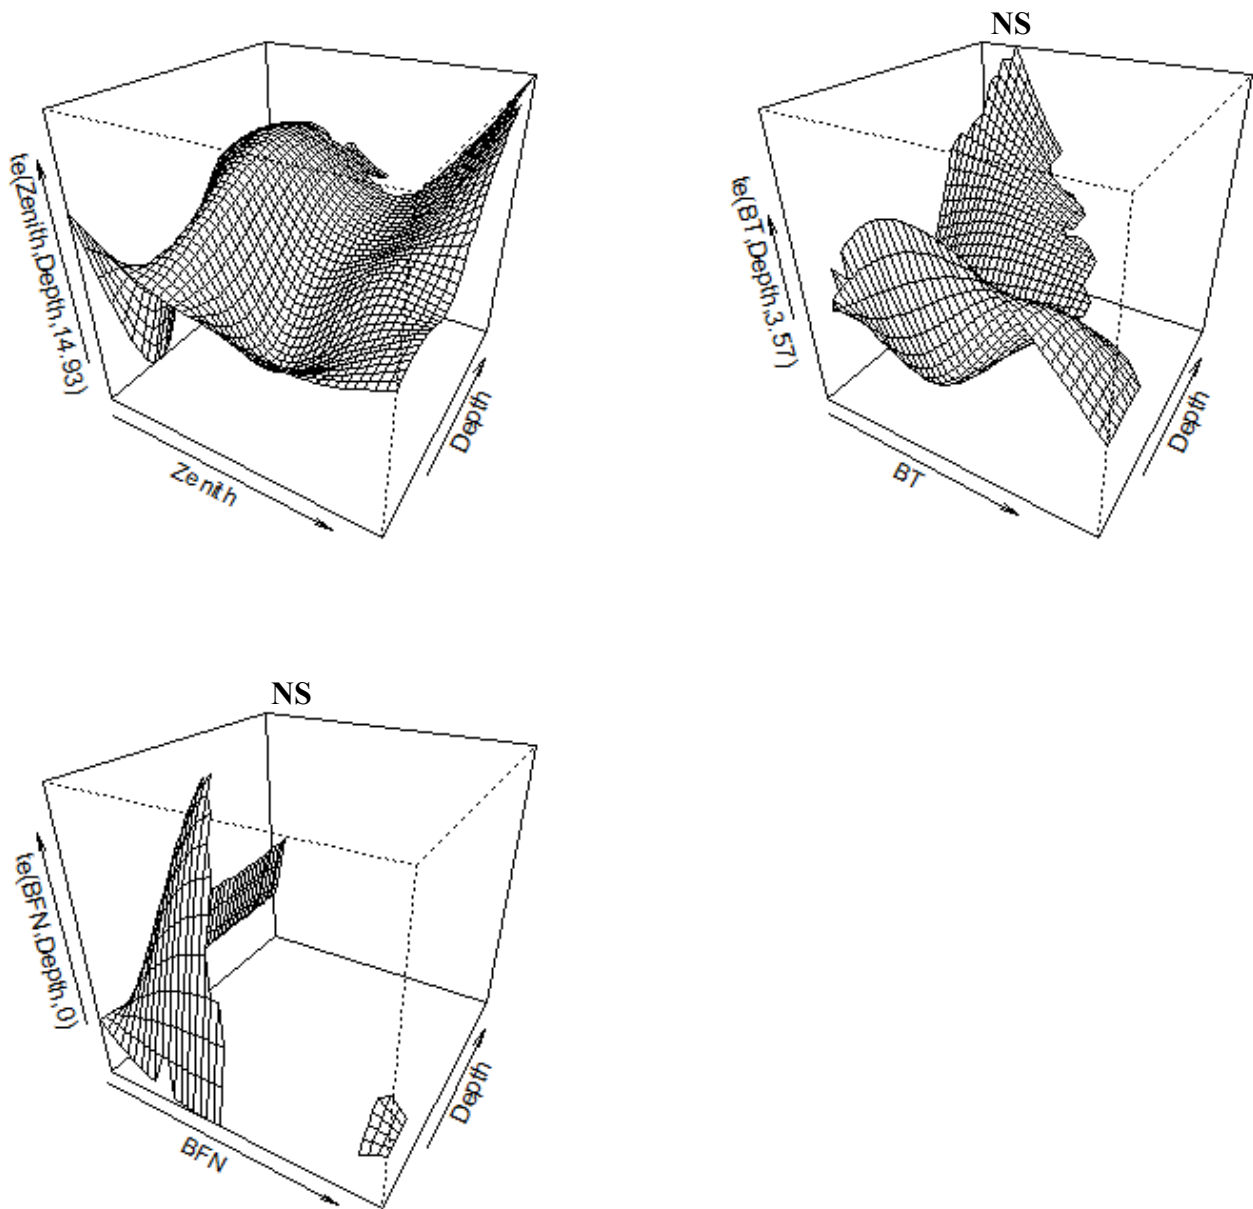 te(Zenith,Depth,14.93)
Zenith
Depth
NS
te(BT,Depth,3.57)
BT
Depth
NS
te(BFN,Depth,0)
BFN
Depth